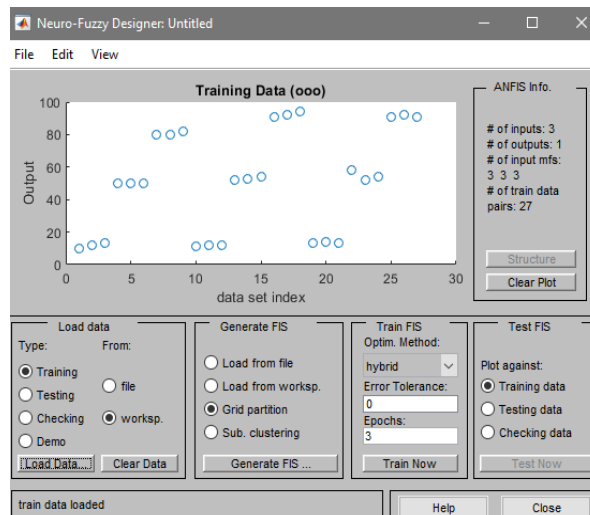 Neuro-Fuzzy Designer: Untitled
File Edit View
Training Data (ooo)
100
80
60
40
20
0
Output
0 5 10 15 20 25 30
data set index
ANFIS Info.
# of inputs: 3
# of outputs: 1
# of input mfs:
3 3 3
# of train data
pairs: 27
Structure
Clear Plot
Load data
Type: From:
Training
Testing
Checking
Demo
file
worksp.
Load Data... Clear Data
Generate FIS
Load from file
Load from worksp.
Grid partition
Sub. clustering
Generate FIS ...
Train FIS
Optim. Method:
hybrid
Error Tolerance:
0
Epochs:
3
Train Now
Test FIS
Plot against:
Training data
Testing data
Checking data
Test Now
train data loaded
Help Close